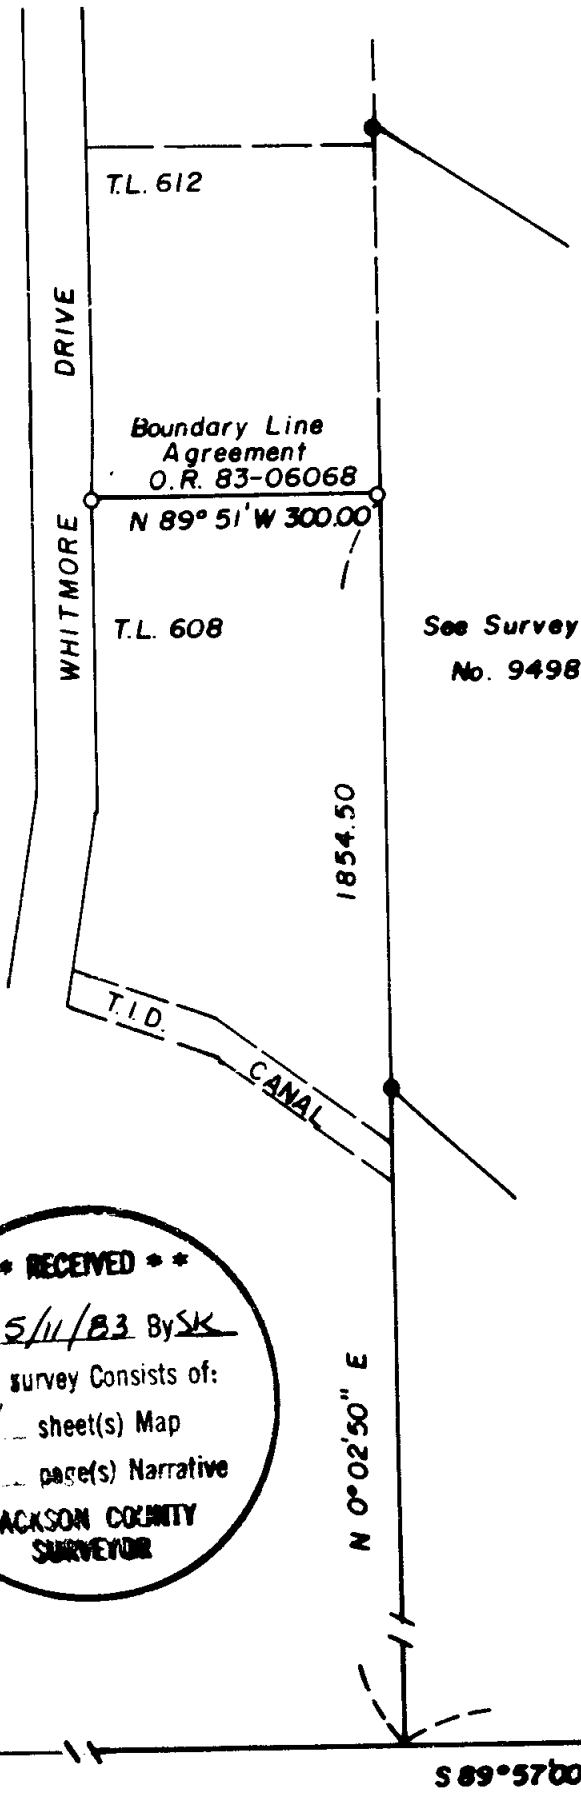 T.L. 612
WHITMORE DRIVE
Boundary Line
Agreement
O.R. 83-06068
N 89° 51' W 300.00'
T.L. 608
See Survey
No. 9498
1854.50
T.I.D. CANAL
* RECEIVED * *
5/11/83 By SK
survey Consists of:
sheet(s) Map
page(s) Narrative
ACKSON COUNTY
SURVEYOR
N 0° 02' 50" E
S 89° 57' 00